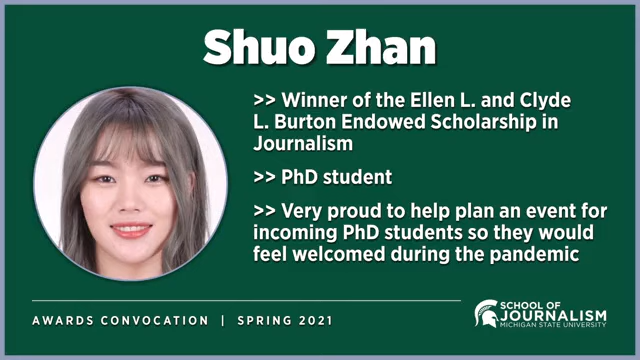 Shuo Zhan
>> Winner of the Ellen L. and Clyde
L. Burton Endowed Scholarship in
Journalism
>> PhD student
>> Very proud to help plan an event for
incoming PhD students so they would
feel welcomed during the pandemic
AWARDS CONVOCATION | SPRING 2021
SCHOOL OF
JOURNALISM
MICHIGAN STATE UNIVERSITY